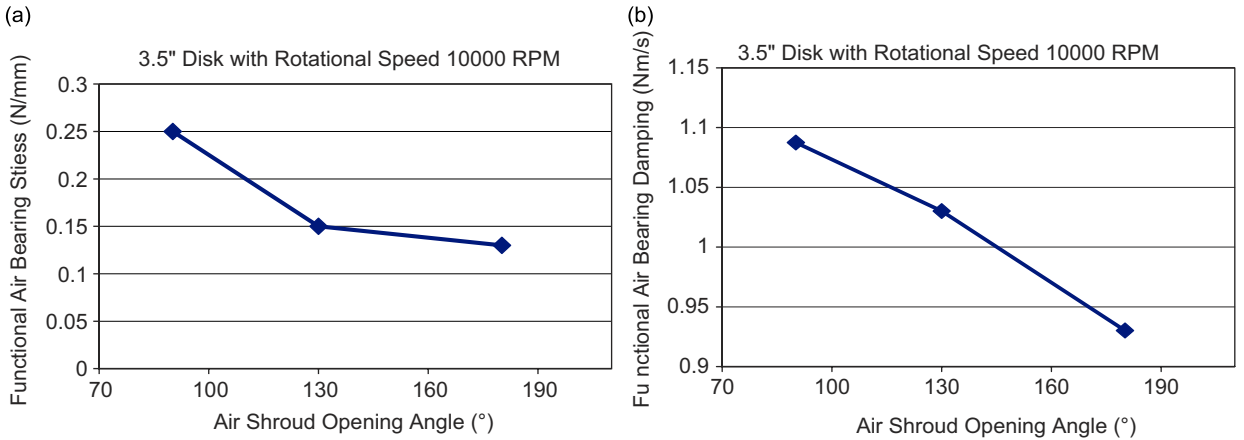 (a)
3.5" Disk with Rotational Speed 10000 RPM
Functional Air Bearing Stiess (N/mm)
0.3
0.25
0.2
0.15
0.1
0.05
0
70 100 130 160 190
Air Shroud Opening Angle (°)
(b)
3.5" Disk with Rotational Speed 10000 RPM
Fu nctional Air Bearing Damping (Nm/s)
1.15
1.1
1.05
1
0.95
0.9
70 100 130 160 190
Air Shroud Opening Angle (°)